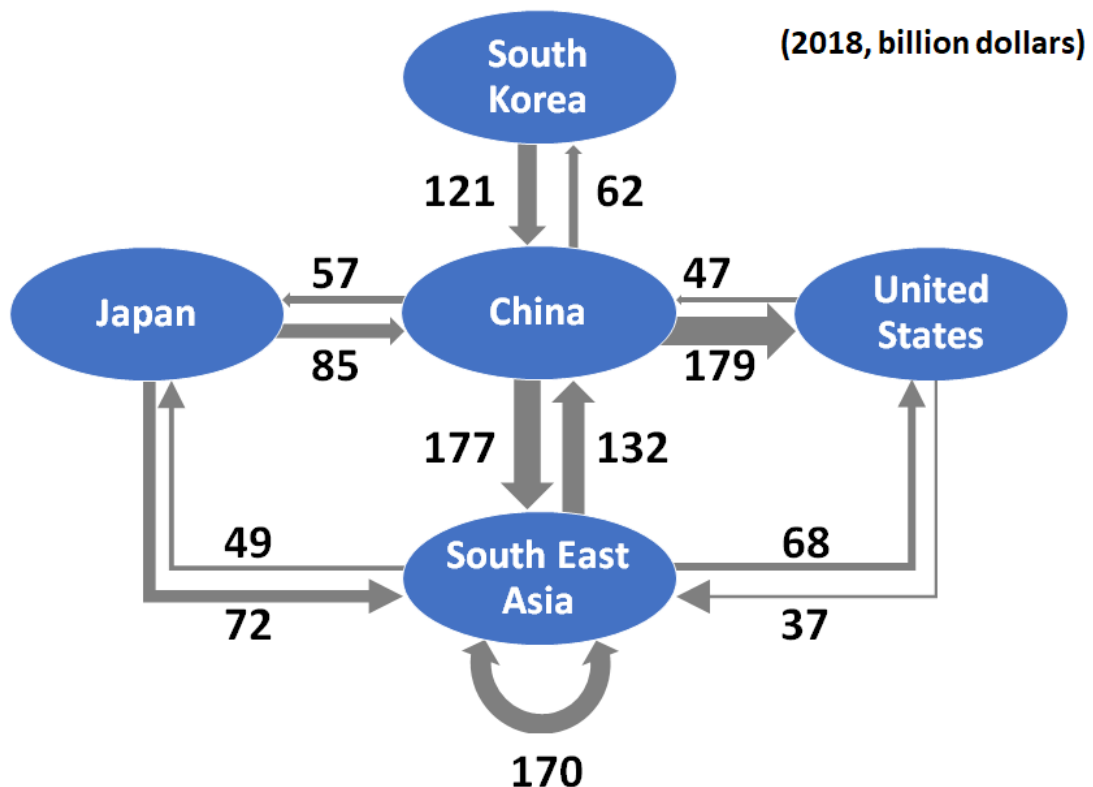 (2018, billion dollars)
South
Korea
121
62
57
47
Japan
China
United
States
85
179
177
132
49
68
South East
Asia
72
37
170